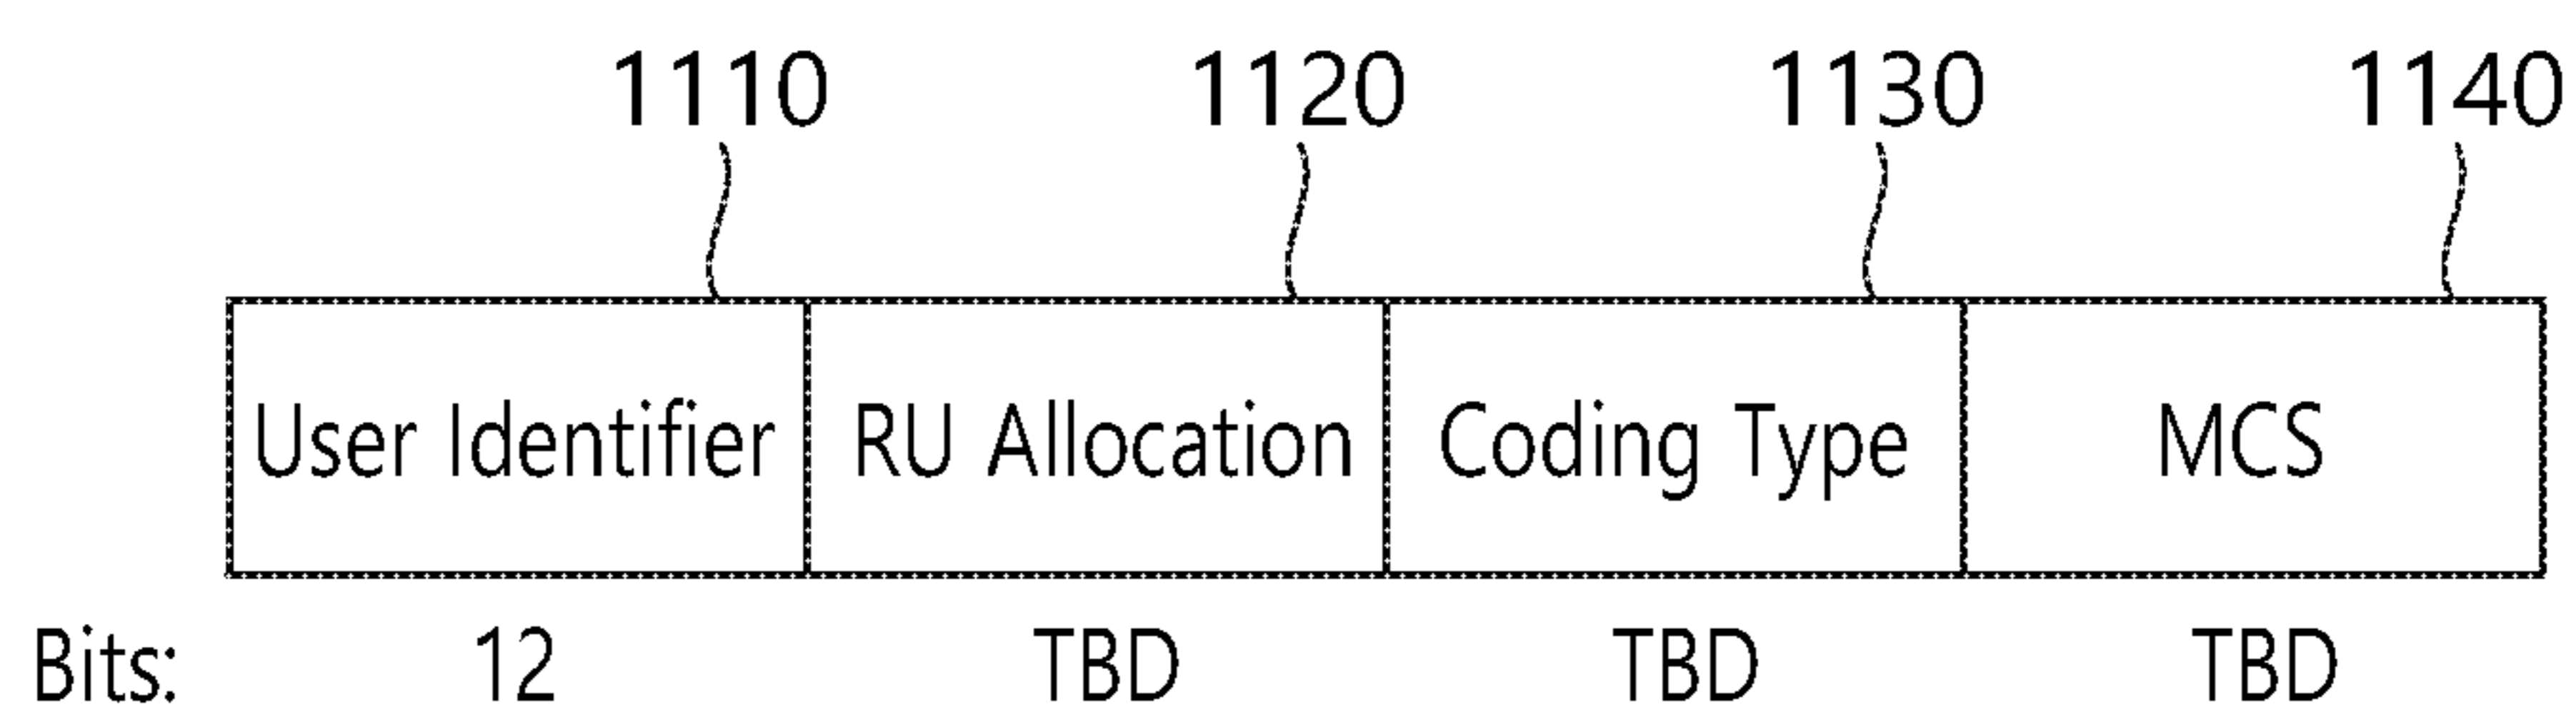 1110 1120 1130 1140
User Identifier RU Allocation Coding Type MCS
Bits: 12 TBD TBD TBD